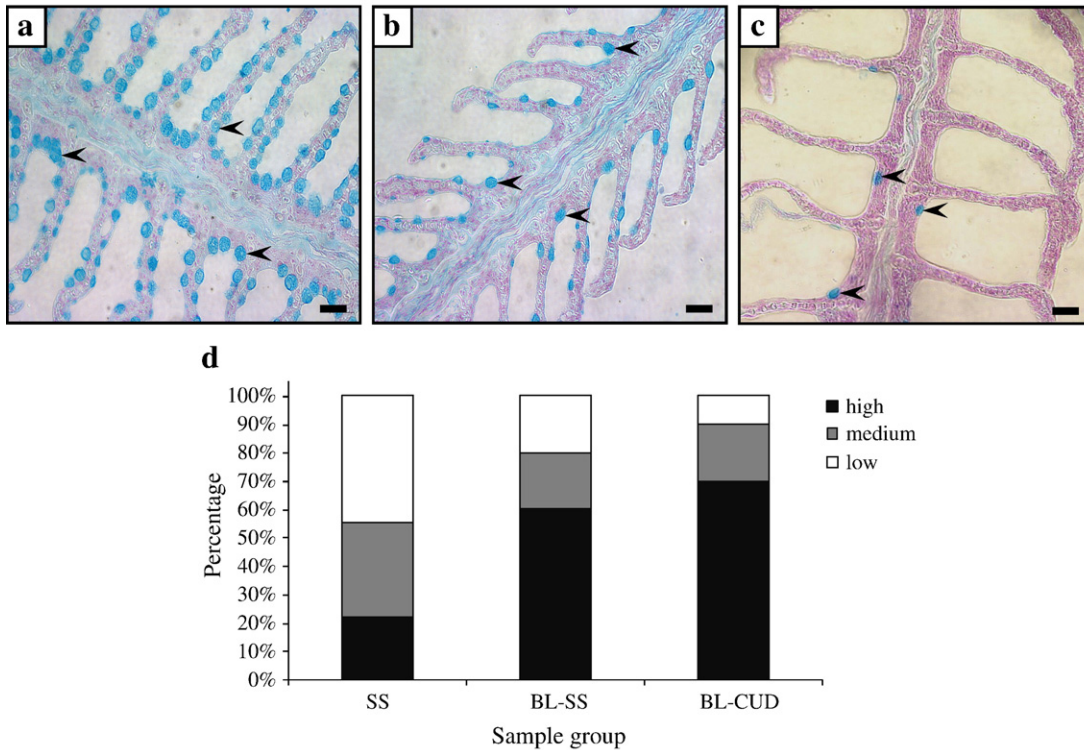 a
b
c
d
100%
90%
80%
70%
60%
50%
40%
30%
20%
10%
0%
Percentage
SS
BL-SS
BL-CUD
Sample group
high
medium
low